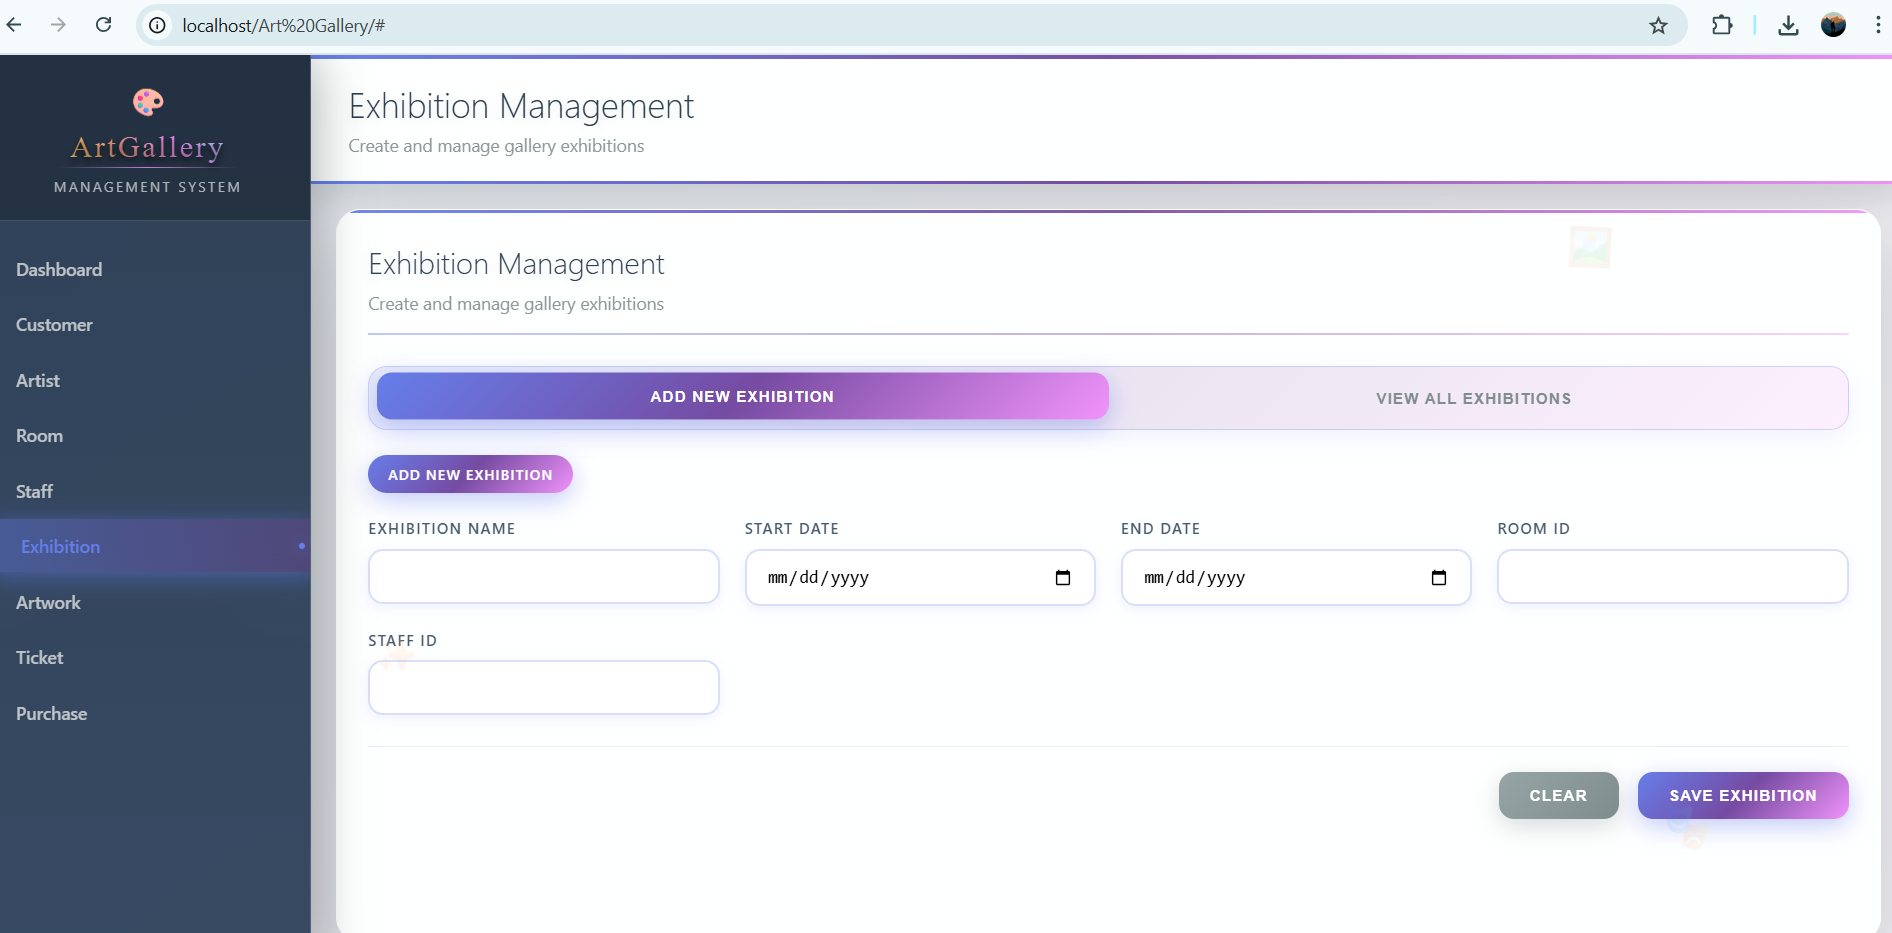 localhost/Art%20Gallery/#
ArtGallery
MANAGEMENT SYSTEM
Dashboard
Customer
Artist
Room
Staff
Exhibition
Artwork
Ticket
Purchase
Exhibition Management
Create and manage gallery exhibitions
Exhibition Management
Create and manage gallery exhibitions
ADD NEW EXHIBITION VIEW ALL EXHIBITIONS
ADD NEW EXHIBITION
EXHIBITION NAME START DATE END DATE ROOM ID
mm/dd/yyyy mm/dd/yyyy
STAFF ID
CLEAR SAVE EXHIBITION